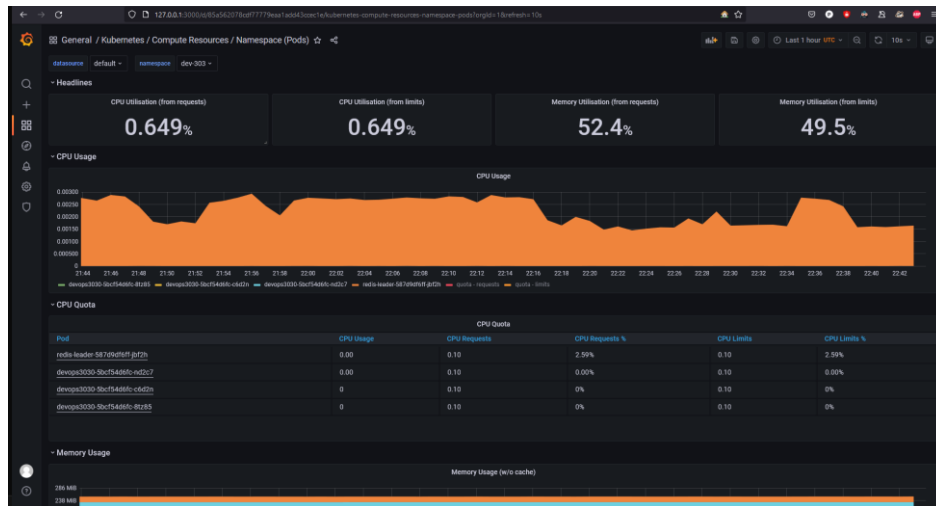 127.0.0.1:3000/d/85a562078cdf77779eaa1add43ccec1e/kubernetes-compute-resources-namespace-pods?orgId=1&refresh=10s
General / Kubernetes / Compute Resources / Namespace (Pods)
Last 1 hour UTC
10s
datasource default namespace dev-303
Headlines
CPU Utilisation (from requests) CPU Utilisation (from limits) Memory Utilisation (from requests) Memory Utilisation (from limits)
0.649% 0.649% 52.4% 49.5%
CPU Usage
CPU Usage
0.00300
0.00250
0.00200
0.00150
0.00100
0.000500
0
21:44 21:46 21:48 21:50 21:52 21:54 21:56 21:58 22:00 22:02 22:04 22:06 22:08 22:10 22:12 22:14 22:16 22:18 22:20 22:22 22:24 22:26 22:28 22:30 22:32 22:34 22:36 22:38 22:40 22:42
devops3030-5bcf54d6fc-8tz85 devops3030-5bcf54d6fc-c6d2n devops3030-5bcf54d6fc-nd2c7 redis-leader-587d9df6ff-jbf2h quota - requests quota - limits
CPU Quota
CPU Quota
Pod CPU Usage CPU Requests CPU Requests % CPU Limits CPU Limits %
redis-leader-587d9df6ff-jbf2h 0.00 0.10 2.59% 0.10 2.59%
devops3030-5bcf54d6fc-nd2c7 0.00 0.10 0.00% 0.10 0.00%
devops3030-5bcf54d6fc-c6d2n 0 0.10 0% 0.10 0%
devops3030-5bcf54d6fc-8tz85 0 0.10 0% 0.10 0%
Memory Usage
Memory Usage (w/o cache)
286 MiB
238 MiB